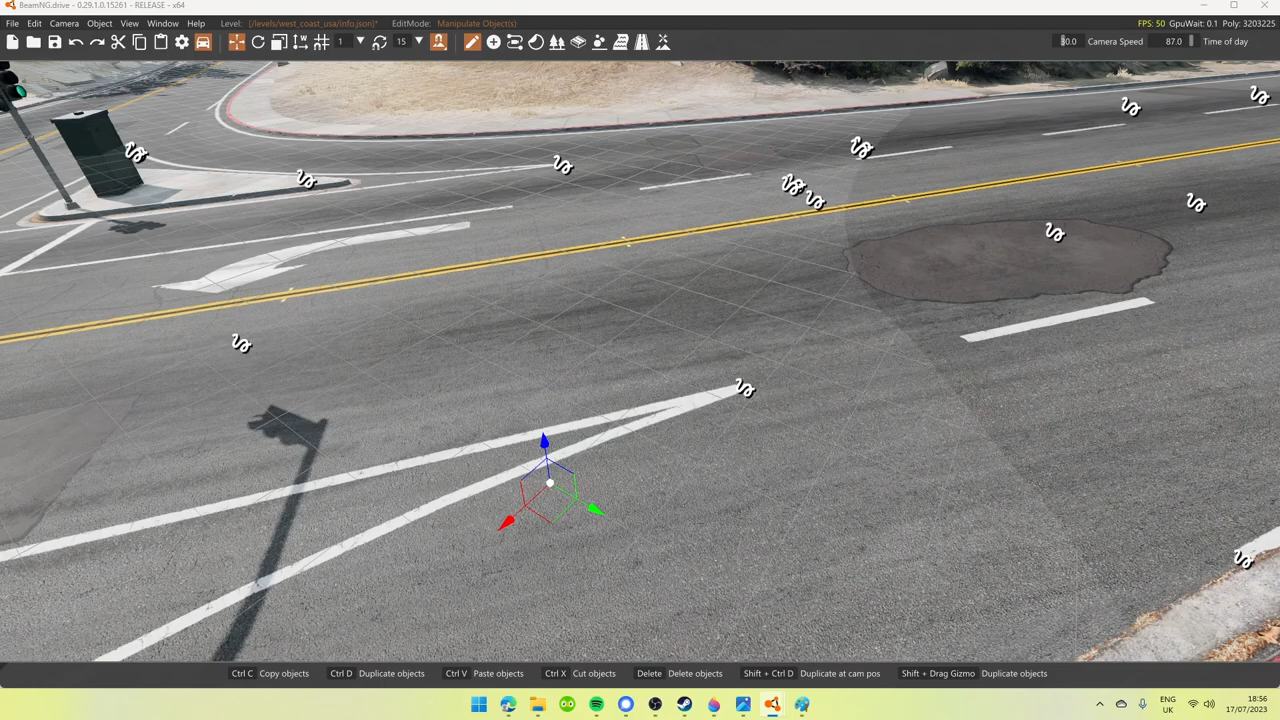 BeamNG.drive - 0.29.1.0.15261 - RELEASE - x64
File Edit Camera Object View Window Help Level: [/levels/west_coast_usa/info.json]* EditMode: Manipulate Object(s) FPS: 50 GpuWait: 0.1 Poly: 3203225
1 15 30.0 Camera Speed 87.0 Time of day
Ctrl C Copy objects Ctrl D Duplicate objects Ctrl V Paste objects Ctrl X Cut objects Delete Delete objects Shift + Ctrl D Duplicate at cam pos Shift + Drag Gizmo Duplicate objects
ENG 18:56
UK 17/07/2023